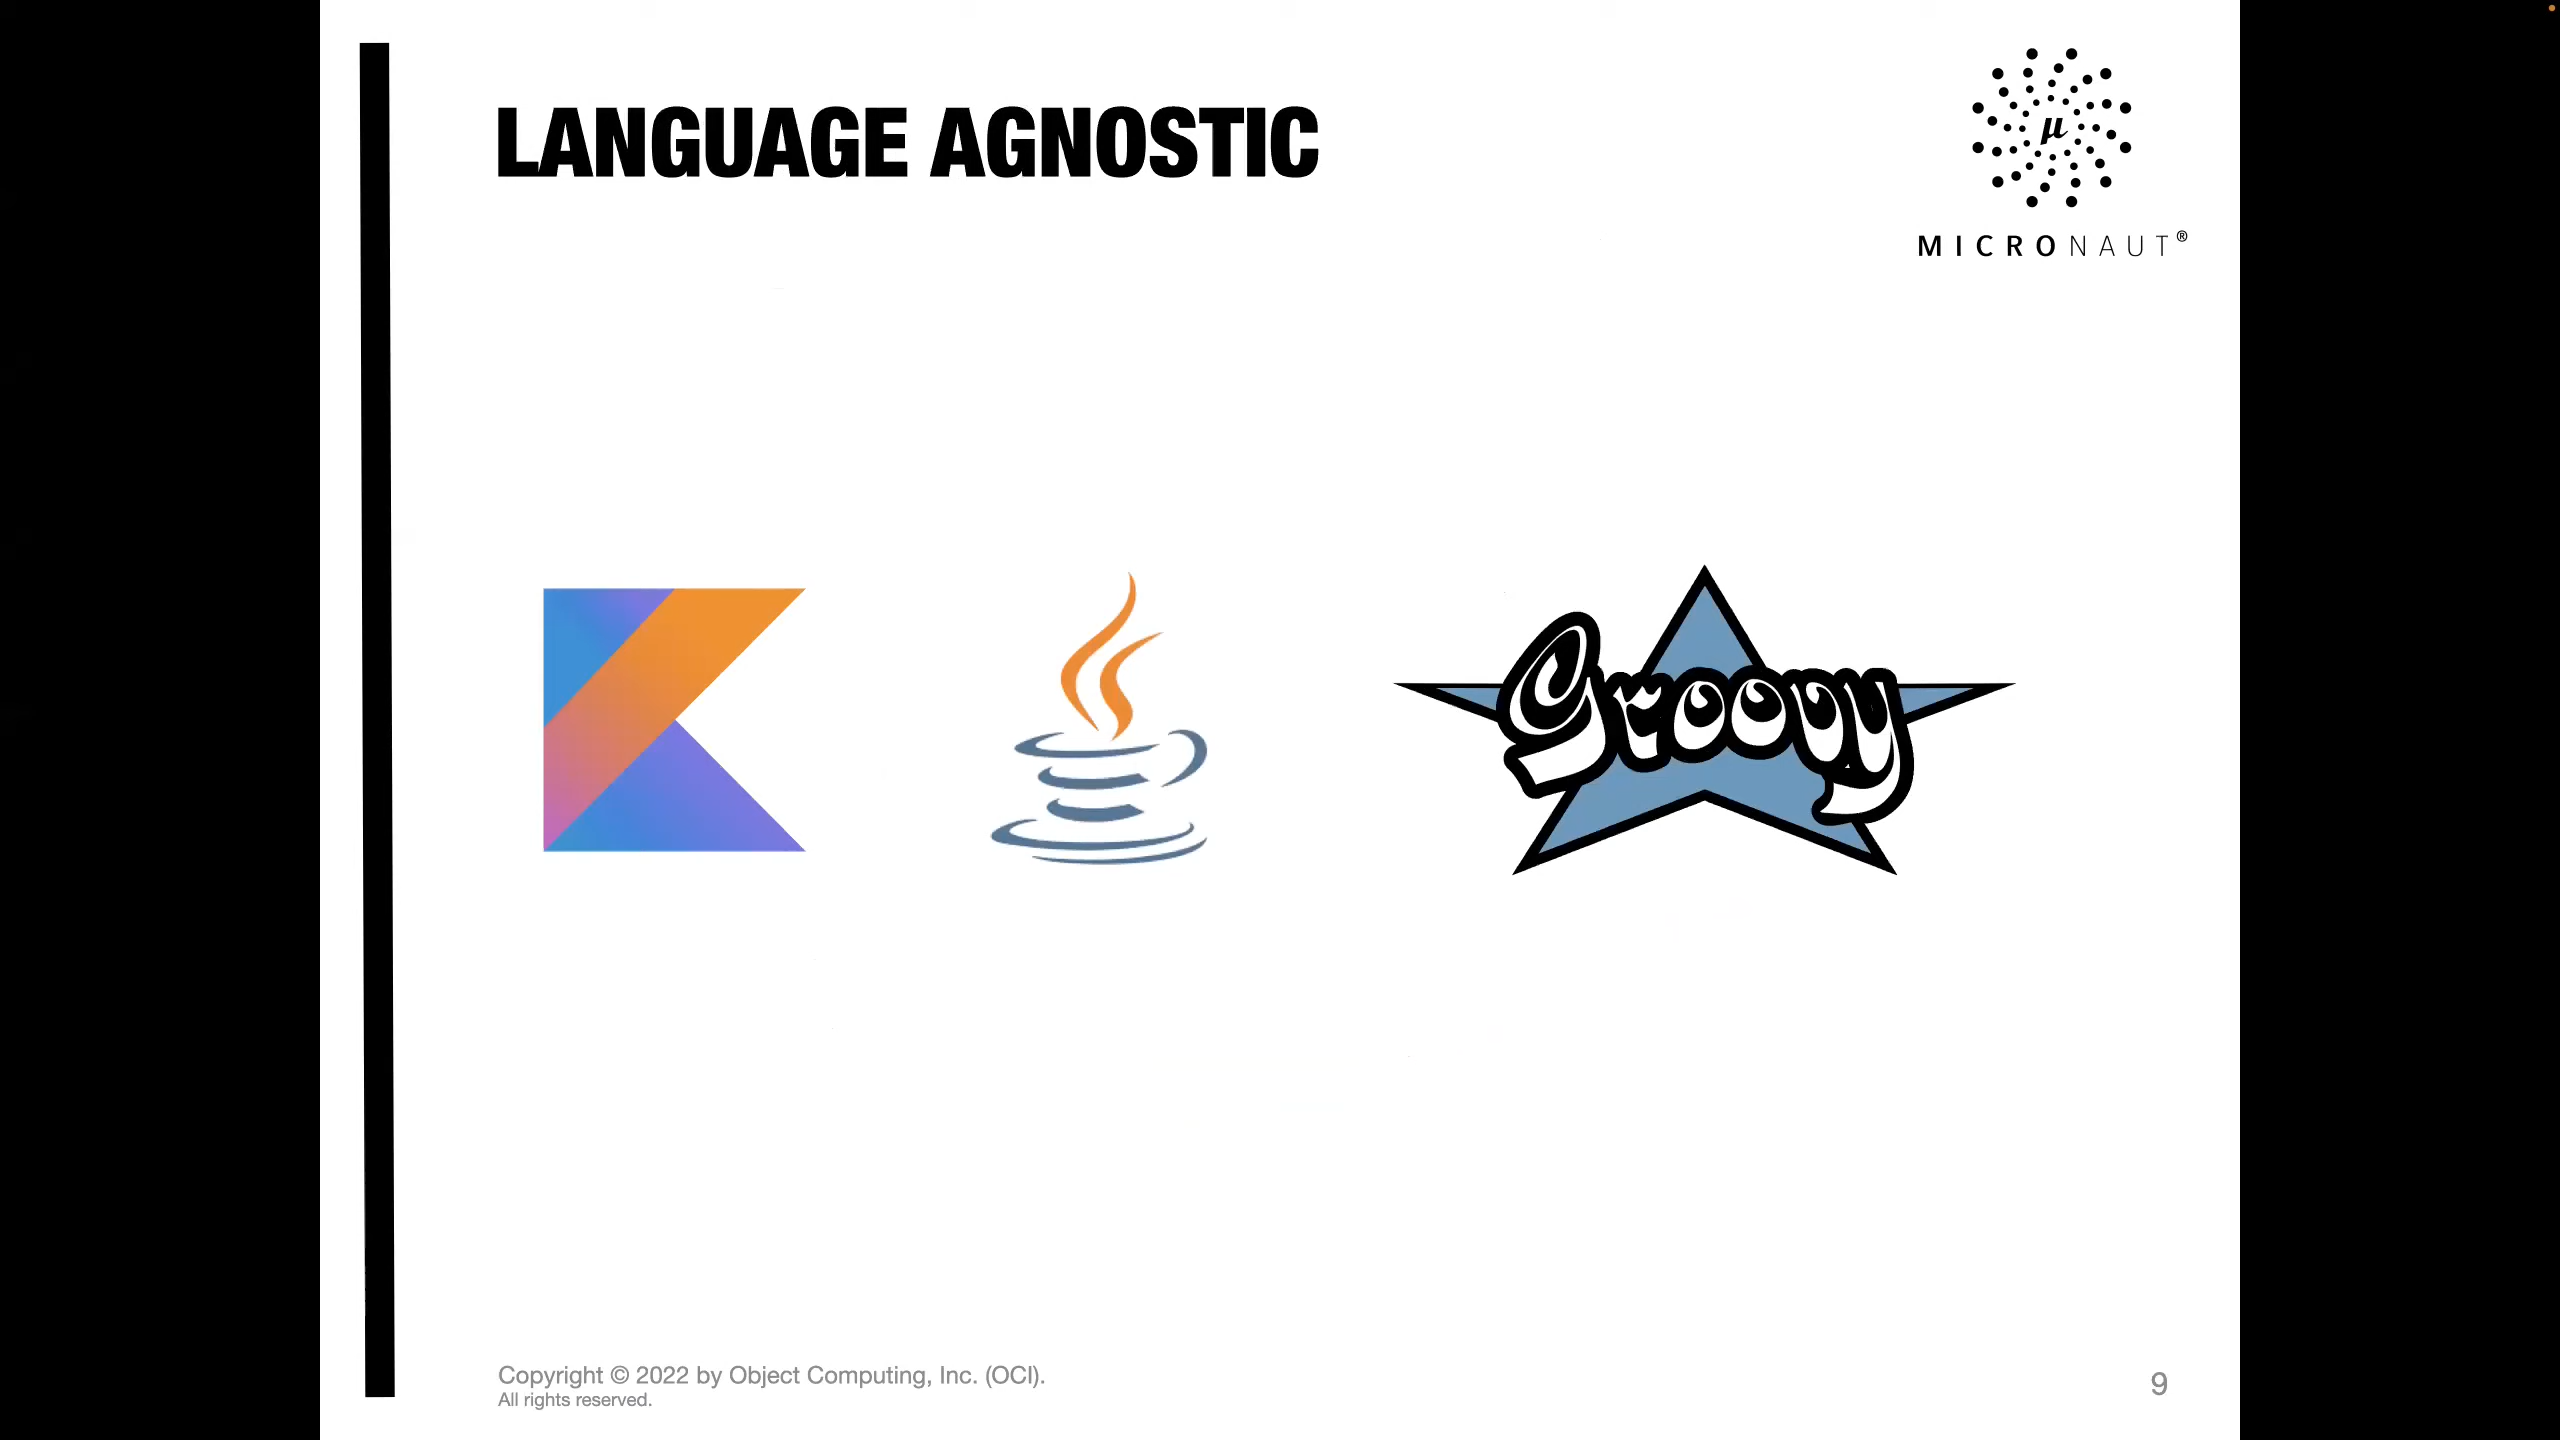 LANGUAGE AGNOSTIC
μ
MICRONAUT®
Groovy
Copyright © 2022 by Object Computing, Inc. (OCI).
All rights reserved.
9